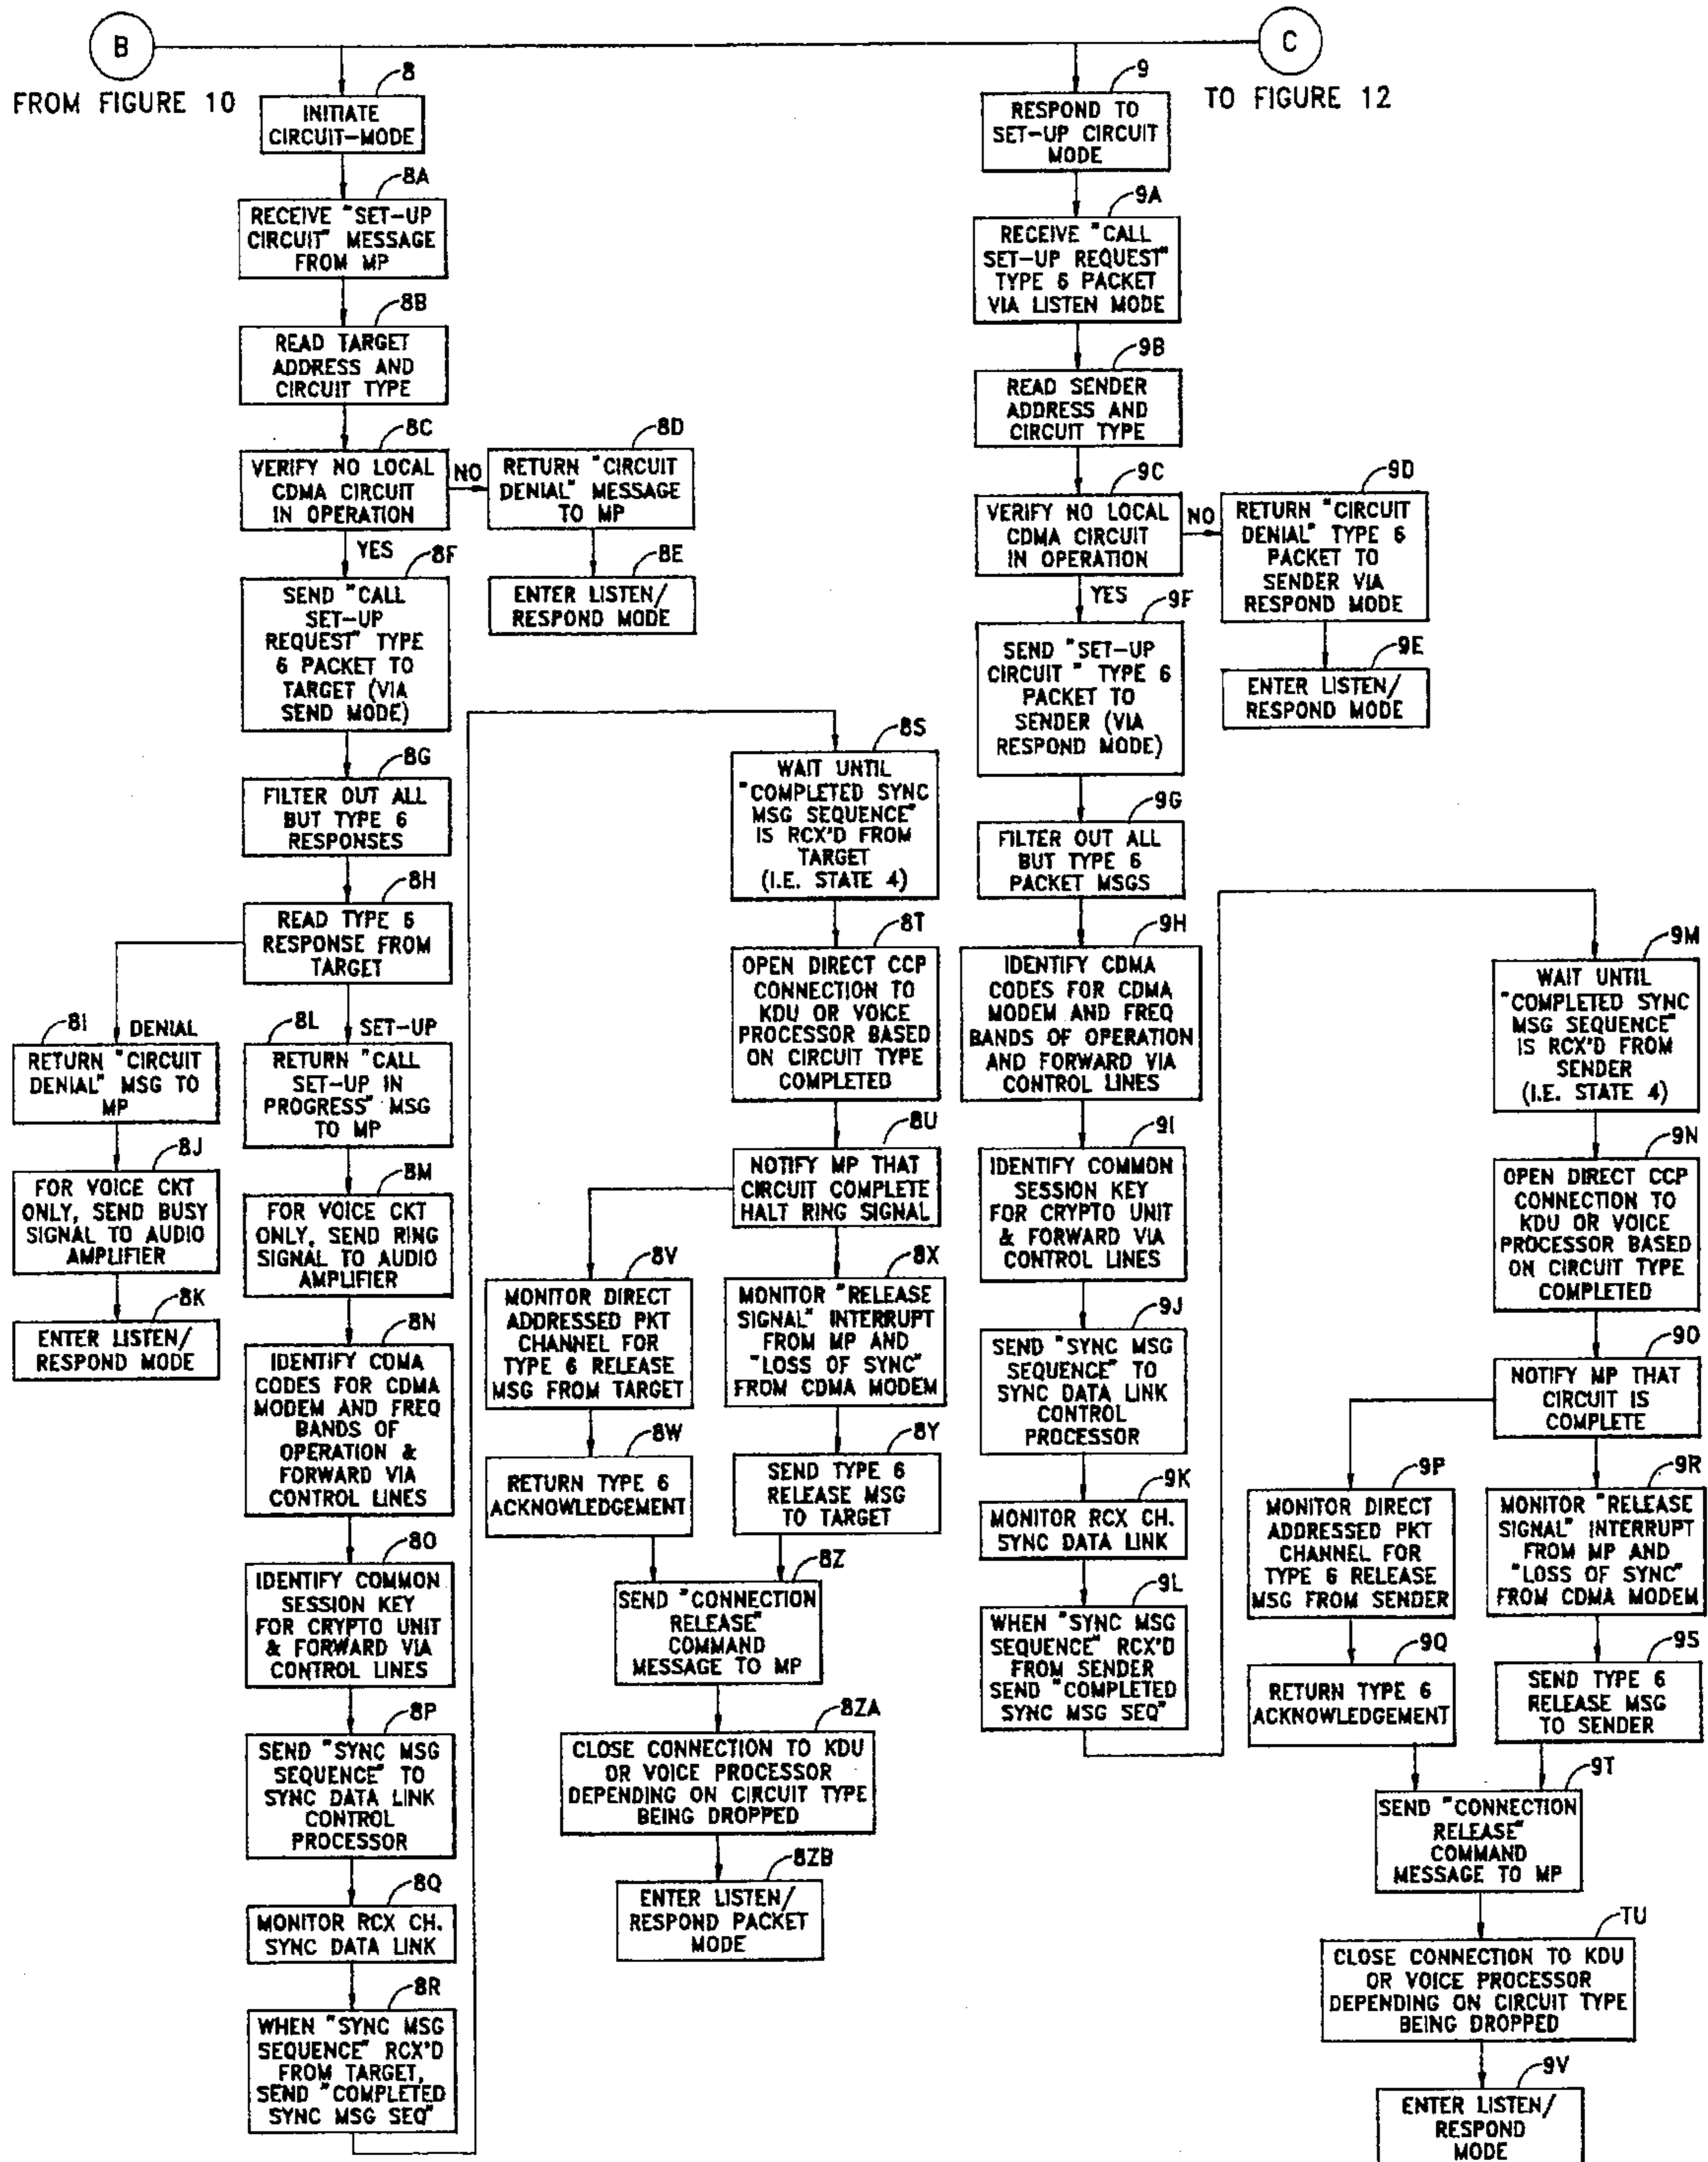 B
FROM FIGURE 10
C
TO FIGURE 12
8
INITIATE
CIRCUIT-MODE
8A
RECEIVE "SET-UP
CIRCUIT" MESSAGE
FROM MP
8B
READ TARGET
ADDRESS AND
CIRCUIT TYPE
8C
VERIFY NO LOCAL
CDMA CIRCUIT
IN OPERATION
NO
8D
RETURN "CIRCUIT
DENIAL" MESSAGE
TO MP
8E
ENTER LISTEN/
RESPOND MODE
YES
8F
SEND "CALL
SET-UP
REQUEST" TYPE
6 PACKET TO
TARGET (VIA
SEND MODE)
8G
FILTER OUT ALL
BUT TYPE 6
RESPONSES
8H
READ TYPE 6
RESPONSE FROM
TARGET
8I
DENIAL
RETURN "CIRCUIT
DENIAL" MSG TO
MP
8J
FOR VOICE CKT
ONLY, SEND BUSY
SIGNAL TO AUDIO
AMPLIFIER
8K
ENTER LISTEN/
RESPOND MODE
8L
SET-UP
RETURN "CALL
SET-UP IN
PROGRESS" MSG
TO MP
8M
FOR VOICE CKT
ONLY, SEND RING
SIGNAL TO AUDIO
AMPLIFIER
8N
IDENTIFY CDMA
CODES FOR CDMA
MODEM AND FREQ
BANDS OF
OPERATION &
FORWARD VIA
CONTROL LINES
8O
IDENTIFY COMMON
SESSION KEY
FOR CRYPTO UNIT
& FORWARD VIA
CONTROL LINES
8P
SEND "SYNC MSG
SEQUENCE" TO
SYNC DATA LINK
CONTROL
PROCESSOR
8Q
MONITOR RCX CH.
SYNC DATA LINK
8R
WHEN "SYNC MSG
SEQUENCE" RCX'D
FROM TARGET,
SEND "COMPLETED
SYNC MSG SEQ"
8S
WAIT UNTIL
"COMPLETED SYNC
MSG SEQUENCE"
IS RCX'D FROM
TARGET
(I.E. STATE 4)
8T
OPEN DIRECT CCP
CONNECTION TO
KDU OR VOICE
PROCESSOR BASED
ON CIRCUIT TYPE
COMPLETED
8U
NOTIFY MP THAT
CIRCUIT COMPLETE
HALT RING SIGNAL
8V
MONITOR DIRECT
ADDRESSED PKT
CHANNEL FOR
TYPE 6 RELEASE
MSG FROM TARGET
8W
RETURN TYPE 6
ACKNOWLEDGEMENT
8X
MONITOR "RELEASE
SIGNAL" INTERRUPT
FROM MP AND
"LOSS OF SYNC"
FROM CDMA MODEM
8Y
SEND TYPE 6
RELEASE MSG
TO TARGET
8Z
SEND "CONNECTION
RELEASE"
COMMAND
MESSAGE TO MP
8ZA
CLOSE CONNECTION TO KDU
OR VOICE PROCESSOR
DEPENDING ON CIRCUIT TYPE
BEING DROPPED
8ZB
ENTER LISTEN/
RESPOND PACKET
MODE
9
RESPOND TO
SET-UP CIRCUIT
MODE
9A
RECEIVE "CALL
SET-UP REQUEST"
TYPE 6 PACKET
VIA LISTEN MODE
9B
READ SENDER
ADDRESS AND
CIRCUIT TYPE
9C
VERIFY NO LOCAL
CDMA CIRCUIT
IN OPERATION
NO
9D
RETURN "CIRCUIT
DENIAL" TYPE 6
PACKET TO
SENDER VIA
RESPOND MODE
9E
ENTER LISTEN/
RESPOND MODE
YES
9F
SEND "SET-UP
CIRCUIT " TYPE 6
PACKET TO
SENDER (VIA
RESPOND MODE)
9G
FILTER OUT ALL
BUT TYPE 6
PACKET MSGS
9H
IDENTIFY CDMA
CODES FOR CDMA
MODEM AND FREQ
BANDS OF OPERATION
AND FORWARD VIA
CONTROL LINES
9I
IDENTIFY COMMON
SESSION KEY
FOR CRYPTO UNIT
& FORWARD VIA
CONTROL LINES
9J
SEND "SYNC MSG
SEQUENCE" TO
SYNC DATA LINK
CONTROL
PROCESSOR
9K
MONITOR RCX CH.
SYNC DATA LINK
9L
WHEN "SYNC MSG
SEQUENCE" RCX'D
FROM SENDER
SEND "COMPLETED
SYNC MSG SEQ"
9M
WAIT UNTIL
"COMPLETED SYNC
MSG SEQUENCE"
IS RCX'D FROM
SENDER
(I.E. STATE 4)
9N
OPEN DIRECT CCP
CONNECTION TO
KDU OR VOICE
PROCESSOR BASED
ON CIRCUIT TYPE
COMPLETED
9O
NOTIFY MP THAT
CIRCUIT IS
COMPLETE
9P
MONITOR DIRECT
ADDRESSED PKT
CHANNEL FOR
TYPE 6 RELEASE
MSG FROM SENDER
9Q
RETURN TYPE 6
ACKNOWLEDGEMENT
9R
MONITOR "RELEASE
SIGNAL" INTERRUPT
FROM MP AND
"LOSS OF SYNC"
FROM CDMA MODEM
9S
SEND TYPE 6
RELEASE MSG
TO SENDER
9T
SEND "CONNECTION
RELEASE"
COMMAND
MESSAGE TO MP
TU
CLOSE CONNECTION TO KDU
OR VOICE PROCESSOR
DEPENDING ON CIRCUIT TYPE
BEING DROPPED
9V
ENTER LISTEN/
RESPOND
MODE